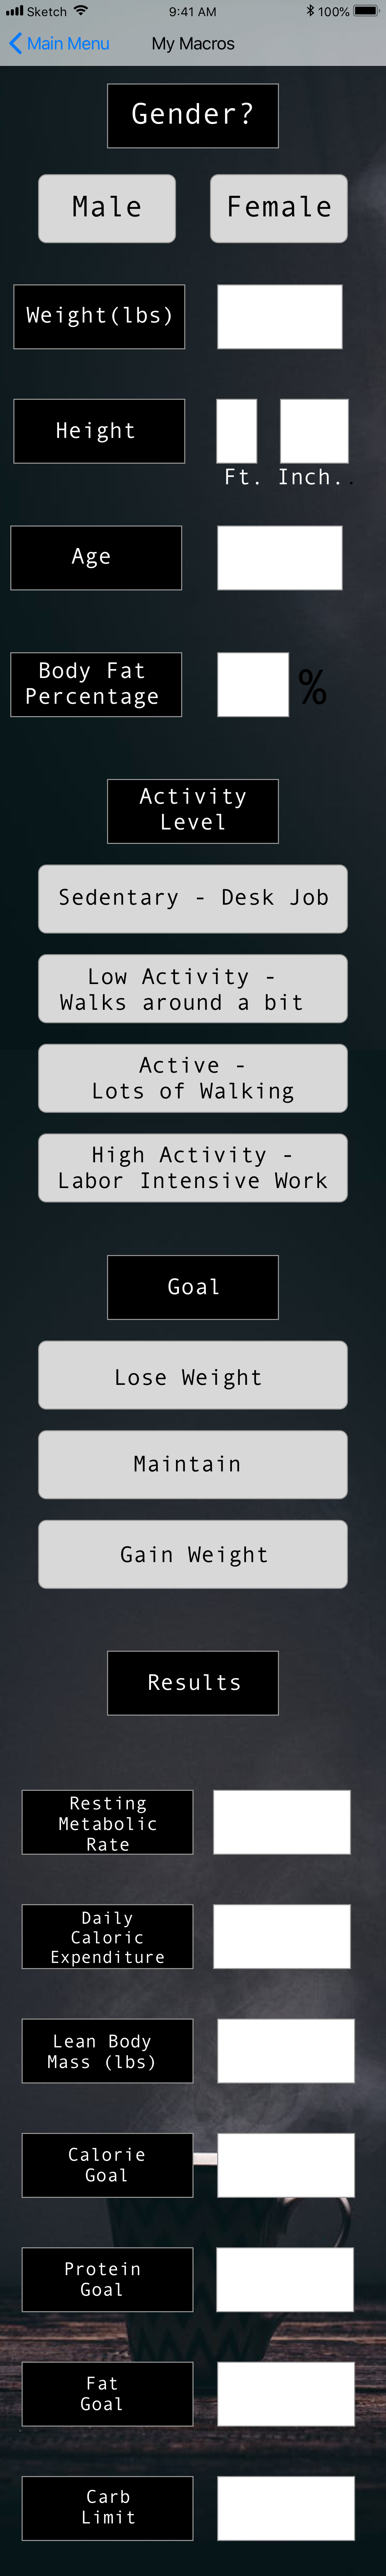 Sketch 9:41 AM 100%
Main Menu My Macros
Gender?
Male Female
Weight(lbs)
Height
Ft. Inch..
Age
Body Fat
Percentage %
Activity
Level
Sedentary - Desk Job
Low Activity -
Walks around a bit
Active -
Lots of Walking
High Activity -
Labor Intensive Work
Goal
Lose Weight
Maintain
Gain Weight
Results
Resting
Metabolic
Rate
Daily
Caloric
Expenditure
Lean Body
Mass (lbs)
Calorie
Goal
Protein
Goal
Fat
Goal
Carb
Limit